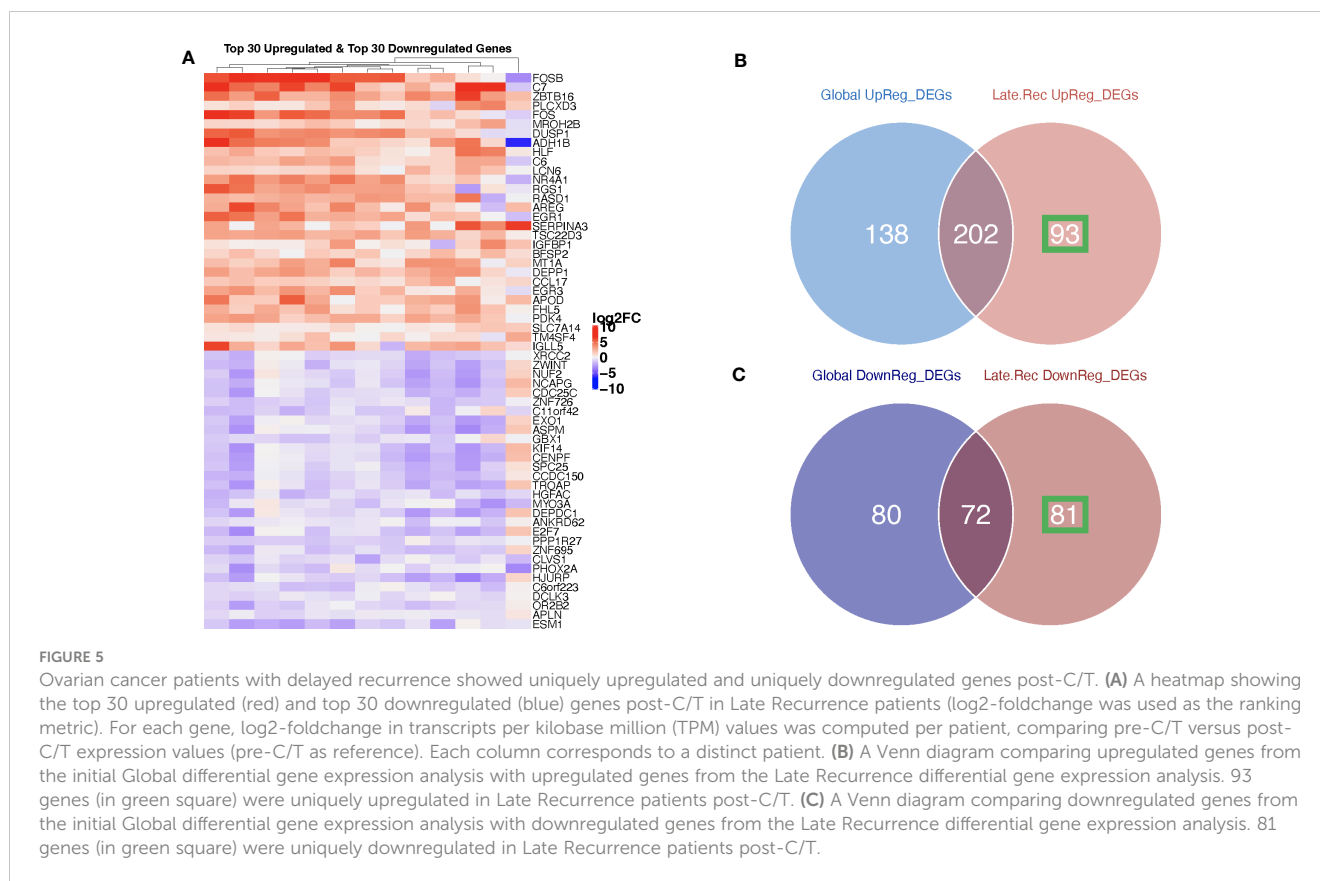 A
Top 30 Upregulated & Top 30 Downregulated Genes
FOSB
C7
ZBTB16
PLCXD3
FOS
MROH2B
DUSP1
ADH1B
HLF
C6
LCN6
NR4A1
RGS1
RASD1
AREG
EGR1
SERPINA3
TSC22D3
IGFBP1
BFSP2
MT1A
DEPP1
CCL17
EGR3
APOD
FHL5
PDK4
SLC7A14
TM4SF4
IGLL5
XRCC2
ZWINT
NUF2
NCAPG
CDC25C
ZNF726
C11orf42
EXO1
ASPM
GBX1
KIF14
CENPF
SPC25
CCDC150
TROAP
HGFAC
MYO3A
DEPDC1
ANKRD62
E2F7
PPP1R27
ZNF695
CLVS1
PHOX2A
HJURP
C6orf223
DCLK3
OR2B2
APLN
ESM1
log2FC
10
5
0
−5
−10
B
Global UpReg_DEGs
Late.Rec UpReg_DEGs
138
202
93
C
Global DownReg_DEGs
Late.Rec DownReg_DEGs
80
72
81
FIGURE 5
Ovarian cancer patients with delayed recurrence showed uniquely upregulated and uniquely downregulated genes post-C/T. (A) A heatmap showing
the top 30 upregulated (red) and top 30 downregulated (blue) genes post-C/T in Late Recurrence patients (log2-foldchange was used as the ranking
metric). For each gene, log2-foldchange in transcripts per kilobase million (TPM) values was computed per patient, comparing pre-C/T versus post-
C/T expression values (pre-C/T as reference). Each column corresponds to a distinct patient. (B) A Venn diagram comparing upregulated genes from
the initial Global differential gene expression analysis with upregulated genes from the Late Recurrence differential gene expression analysis. 93
genes (in green square) were uniquely upregulated in Late Recurrence patients post-C/T. (C) A Venn diagram comparing downregulated genes from
the initial Global differential gene expression analysis with downregulated genes from the Late Recurrence differential gene expression analysis. 81
genes (in green square) were uniquely downregulated in Late Recurrence patients post-C/T.